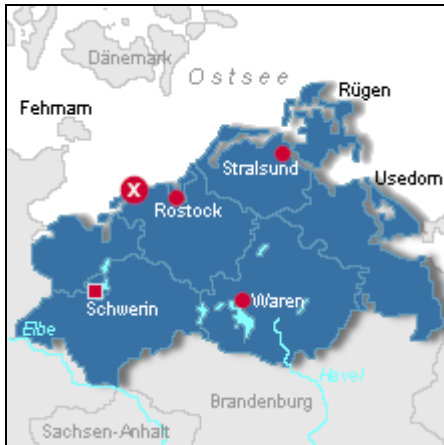 Dänemark
Ostsee
Rügen
Fehmarn
Stralsund
Usedom
X
Rostock
Schwerin
Waren
Elbe
Havel
Brandenburg
Sachsen-Anhalt